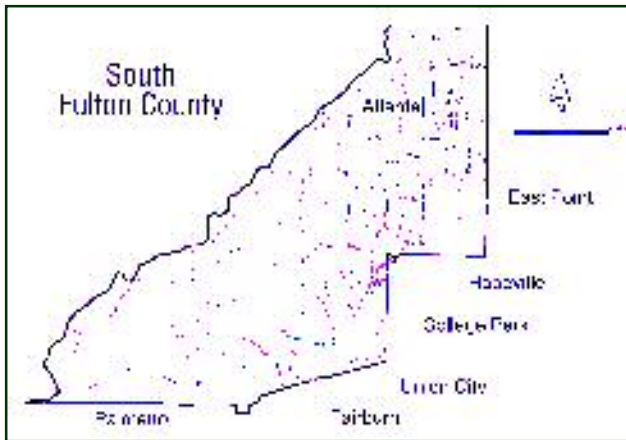 South
Fulton County
Atlanta
East Point
Hapeville
College Park
Union City
Palmetto
Fairburn